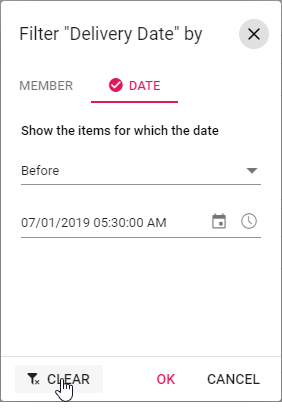 Filter "Delivery Date" by
MEMBER DATE
Show the items for which the date
Before
07/01/2019 05:30:00 AM
CLEAR OK CANCEL